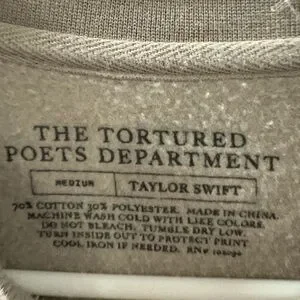 THE TORTURED
POETS DEPARTMENT
MEDIUM TAYLOR SWIFT
70% COTTON 30% POLYESTER. MADE IN CHINA.
MACHINE WASH COLD WITH LIKE COLORS.
DO NOT BLEACH. TUMBLE DRY LOW.
TURN INSIDE OUT TO PROTECT PRINT
COOL IRON IF NEEDED. RN#